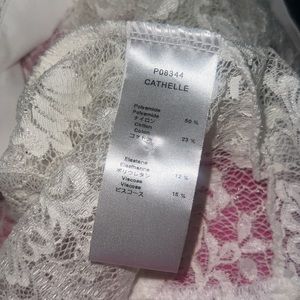 P08344
CATHELLE
Polyamide
Polyamide
ナイロン 50 %
Cotton
Coton
コットン 23 %
Elastane
Elasthanne
ポリウレタン 12 %
Viscose
Viscose
ビスコース 15 %